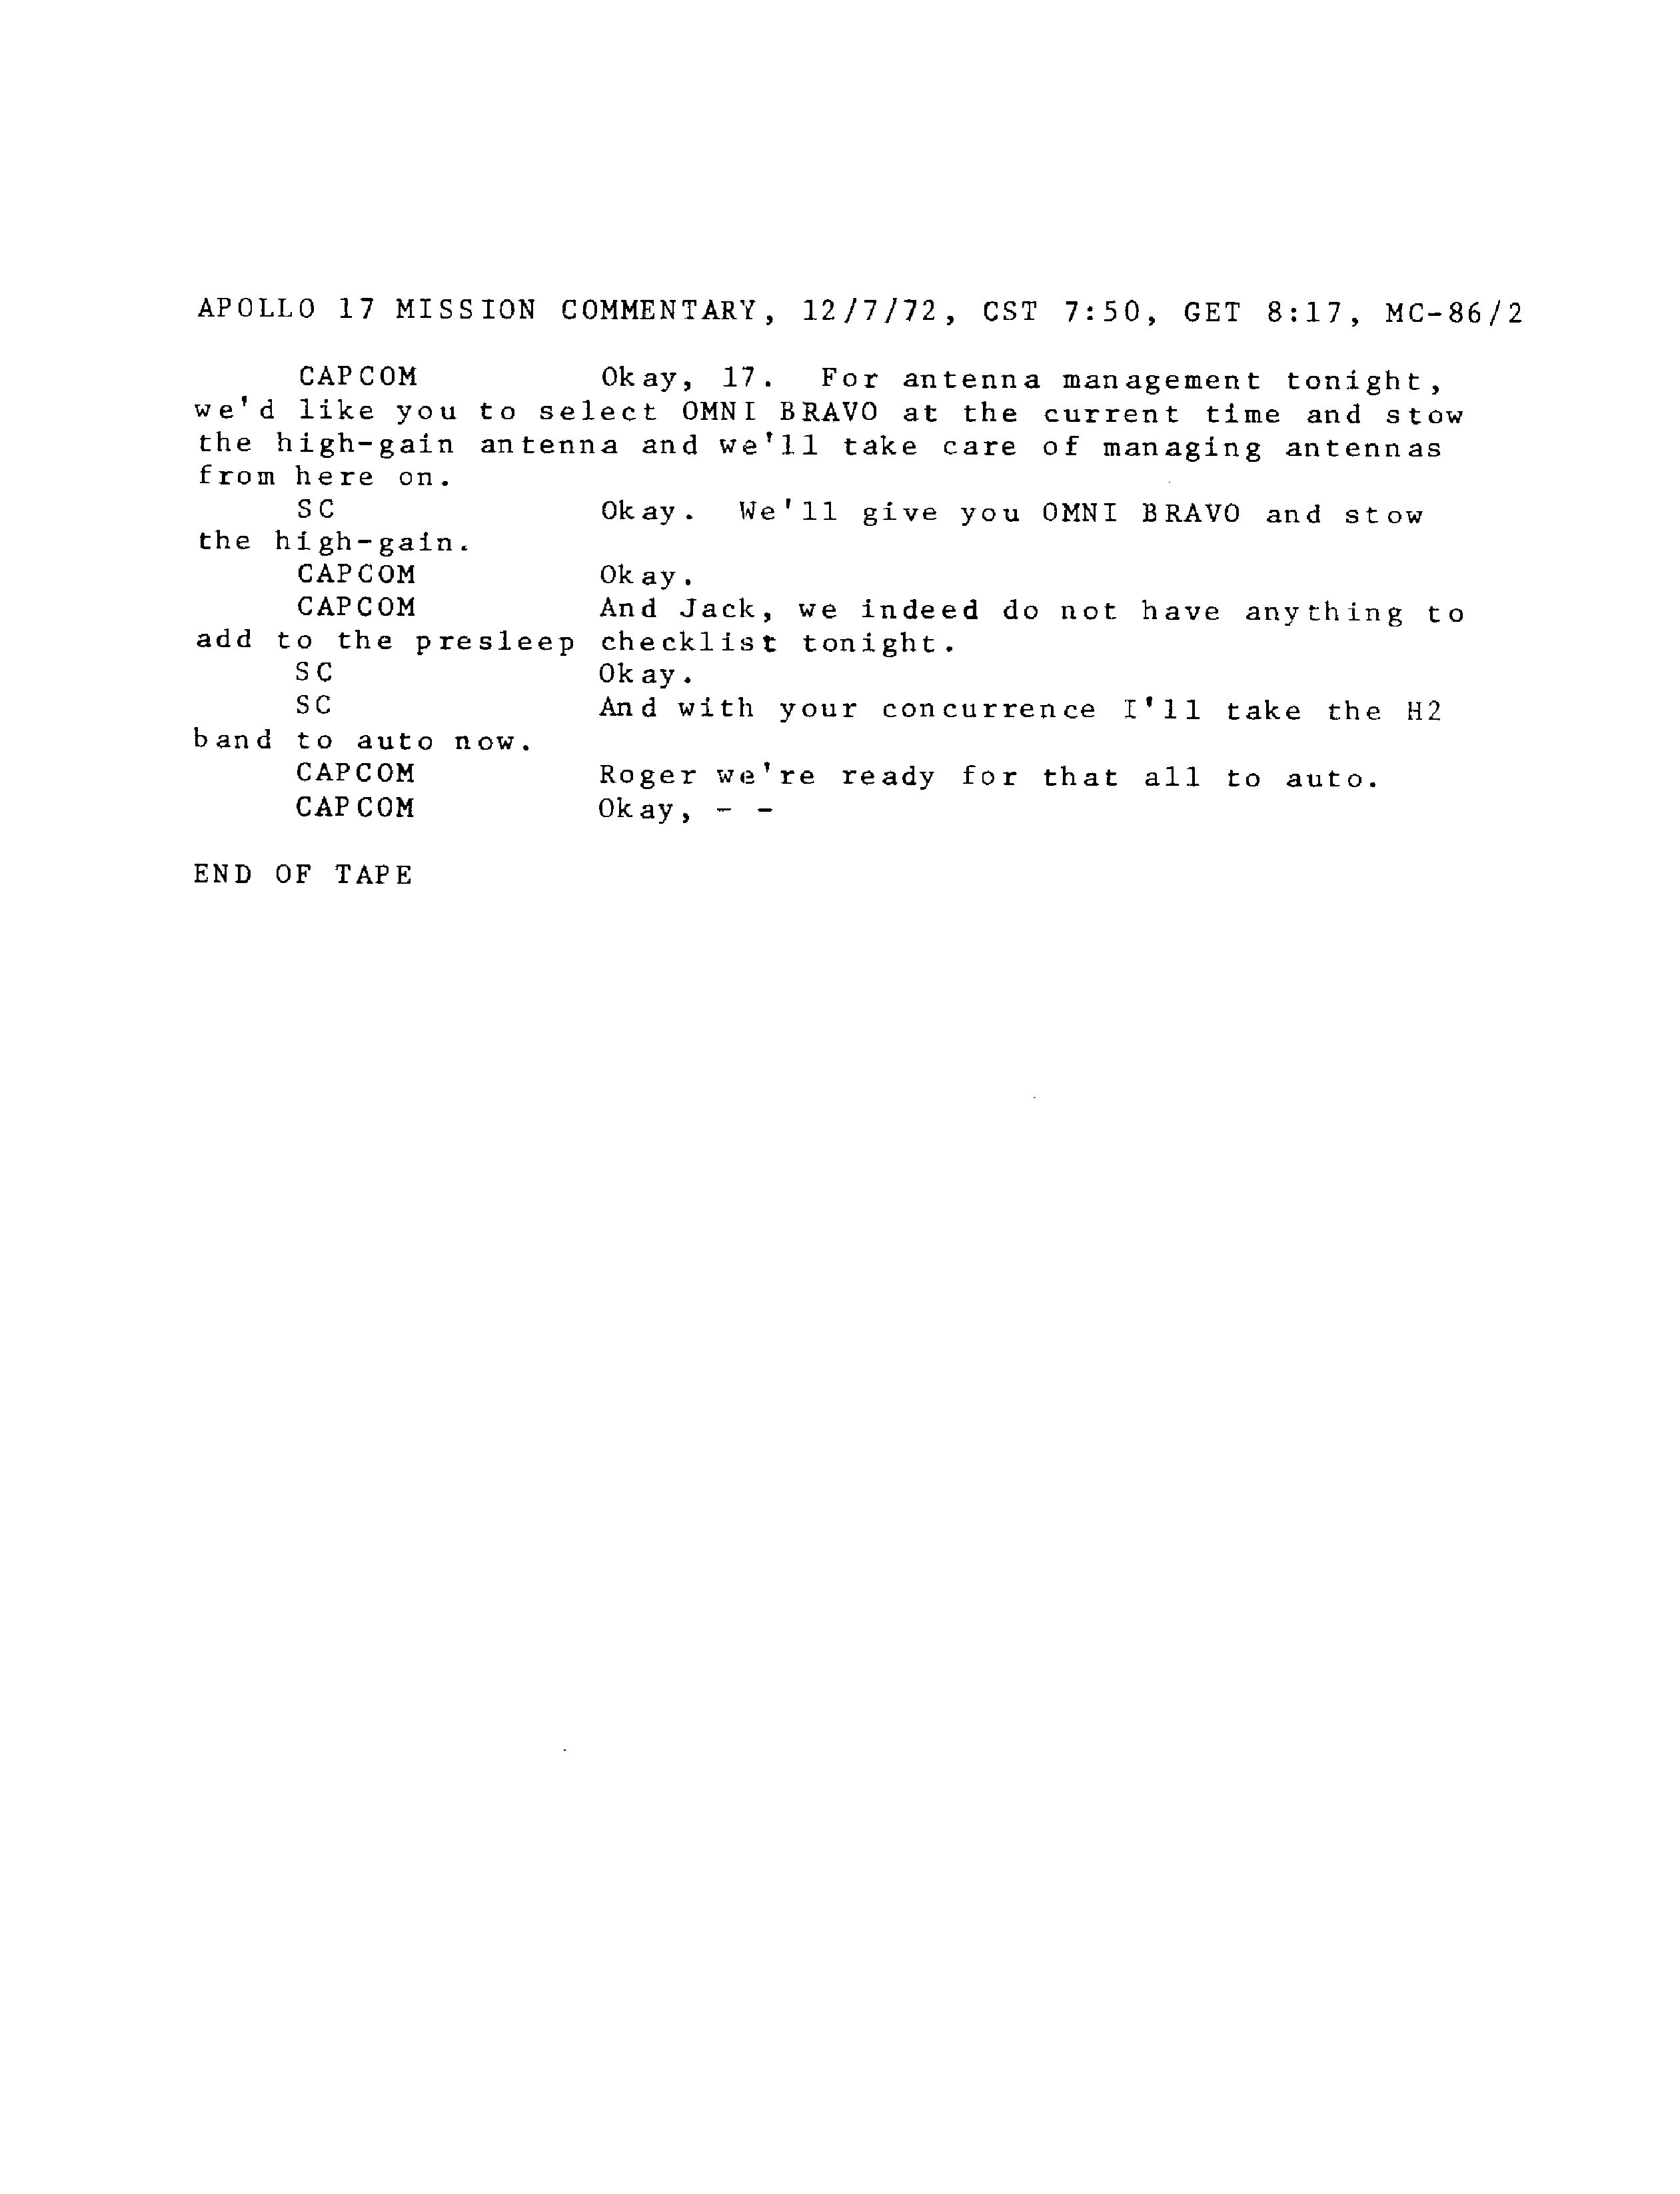 APOLLO 17 MISSION COMMENTARY, 12/7/72, CST 7:50, GET 8:17, MC-86/2
CAPCOM Okay, 17. For antenna management tonight,
we'd like you to select OMNI BRAVO at the current time and stow
the high-gain antenna and we'll take care of managing antennas
from here on.
SC Okay. We'll give you OMNI BRAVO and stow
the high-gain.
CAPCOM Okay.
CAPCOM And Jack, we indeed do not have anything to
add to the presleep checklist tonight.
SC Okay.
SC And with your concurrence I'll take the H2
band to auto now.
CAPCOM Roger we're ready for that all to auto.
CAPCOM Okay, - -
END OF TAPE